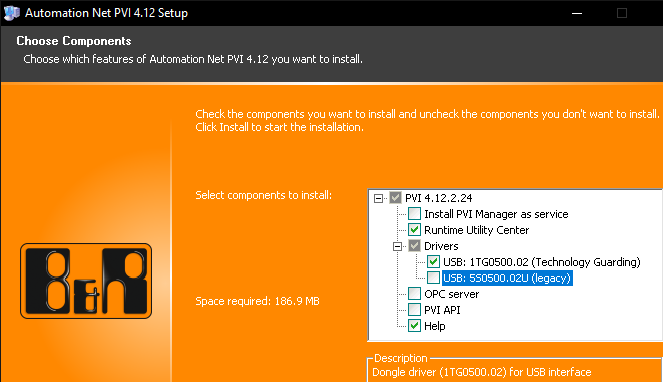 Automation Net PVI 4.12 Setup
Choose Components
Choose which features of Automation Net PVI 4.12 you want to install.
Check the components you want to install and uncheck the components you don't want to install.
Click Install to start the installation.
Select components to install:
PVI 4.12.2.24
Install PVI Manager as service
Runtime Utility Center
Drivers
USB: 1TG0500.02 (Technology Guarding)
USB: 5S0500.02U (legacy)
OPC server
PVI API
Help
B&R
Space required: 186.9 MB
Description
Dongle driver (1TG0500.02) for USB interface